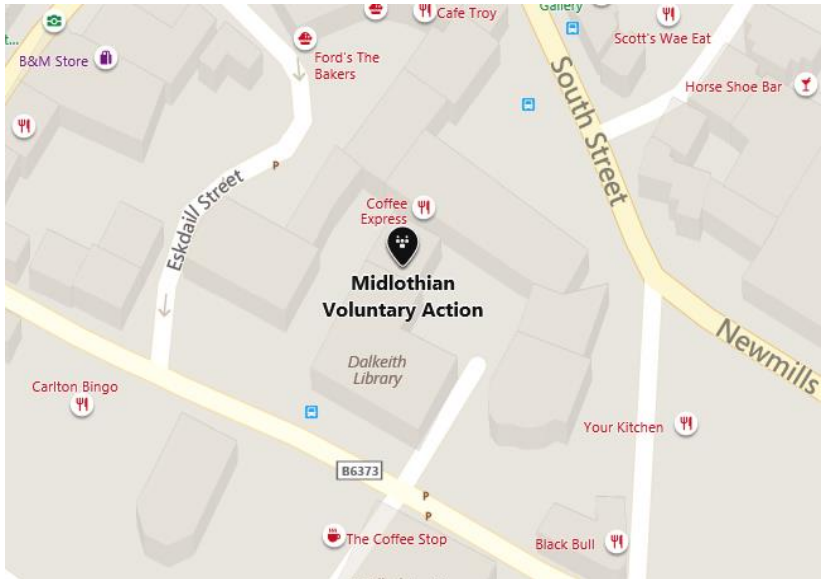 Gallery
Cafe Troy
Scott's Wae Eat
t...
B&M Store
Ford's The
Bakers
Horse Shoe Bar
South Street
P
Eskdaill Street
Coffee
Express
Midlothian
Voluntary Action
Newmills
Dalkeith
Library
Carlton Bingo
Your Kitchen
B6373
P
P
The Coffee Stop
Black Bull